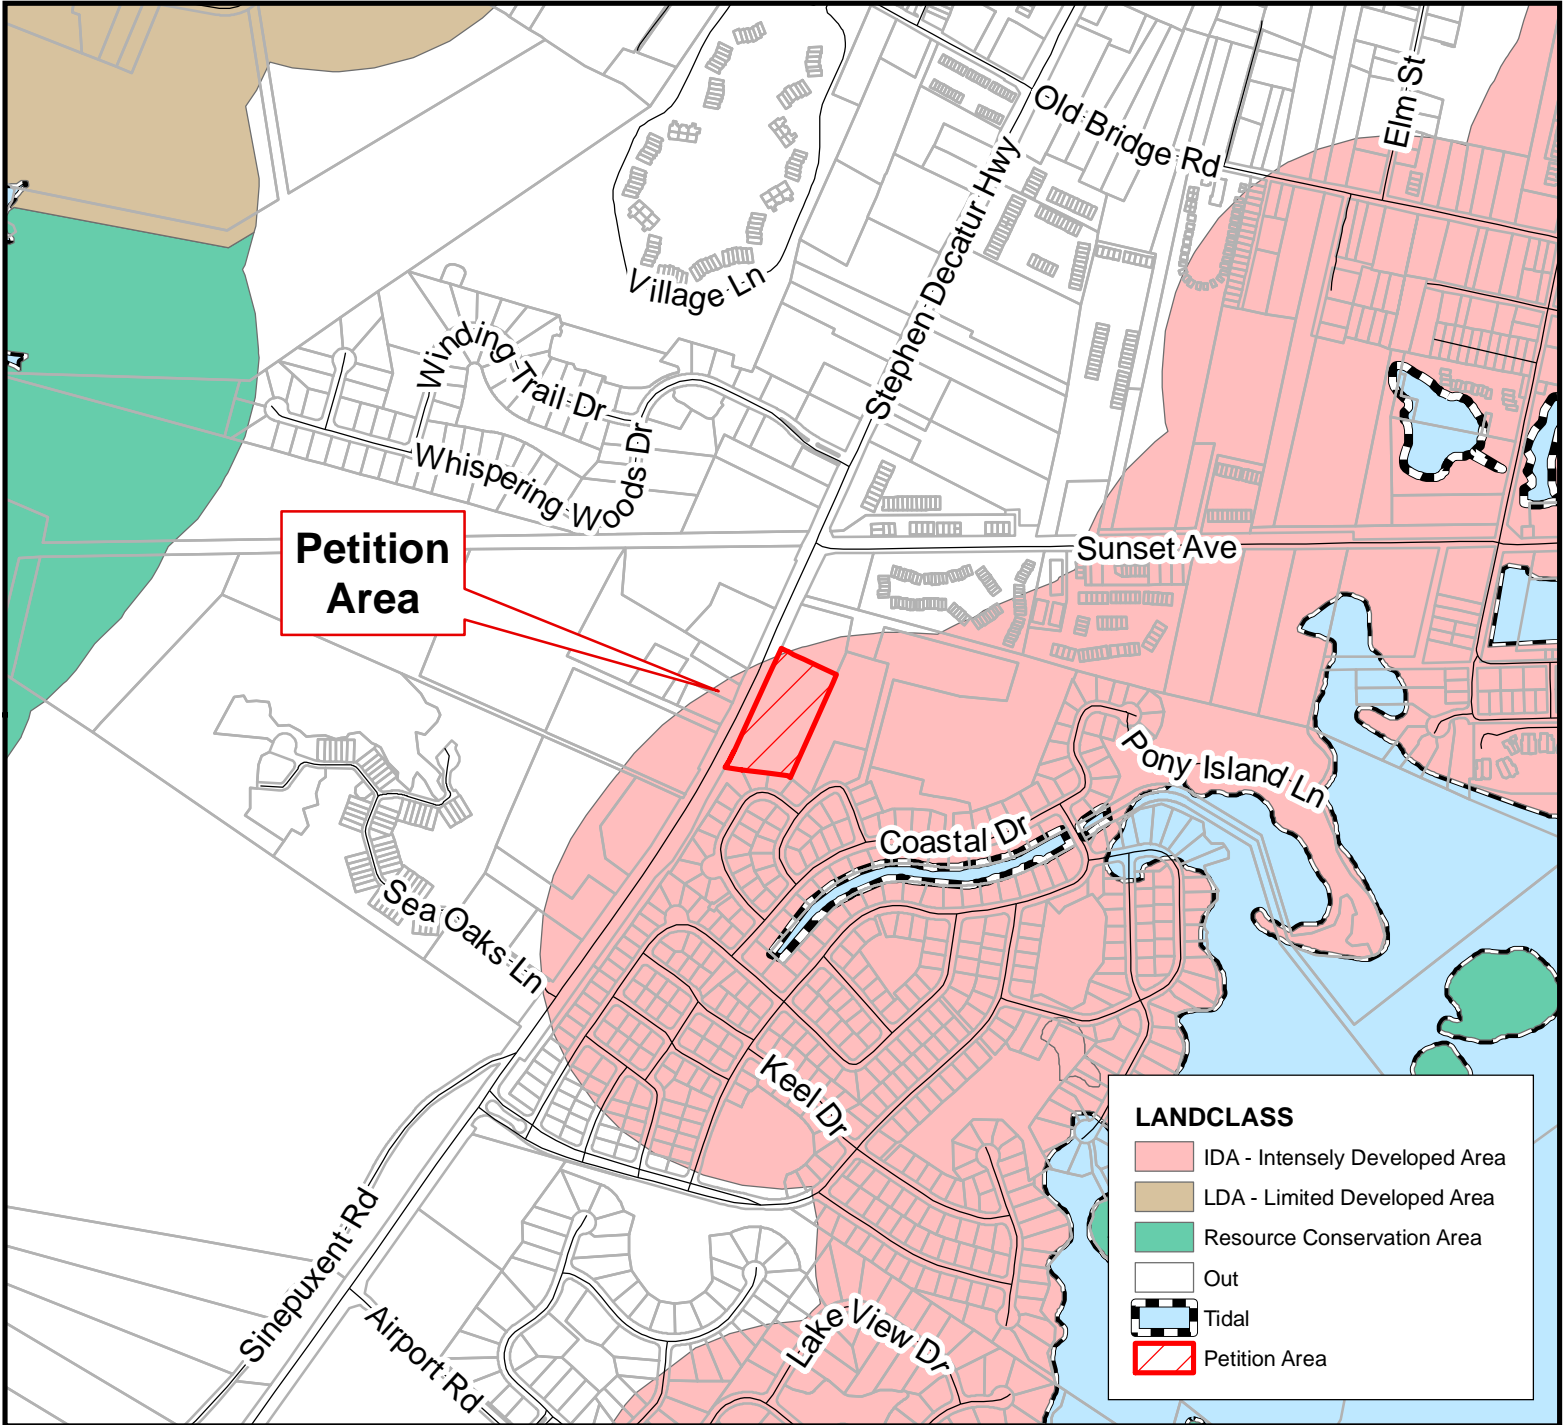 Elm St
Old Bridge Rd
Stephen Decatur Hwy
Village Ln
Winding Trail Dr
Whispering Woods Dr
Petition
Area
Sunset Ave
Pony Island Ln
Coastal Dr
Sea Oaks Ln
Keel Dr
Sinepuxent Rd
Airport Rd
Lake View Dr
LANDCLASS
IDA - Intensely Developed Area
LDA - Limited Developed Area
Resource Conservation Area
Out
Tidal
Petition Area